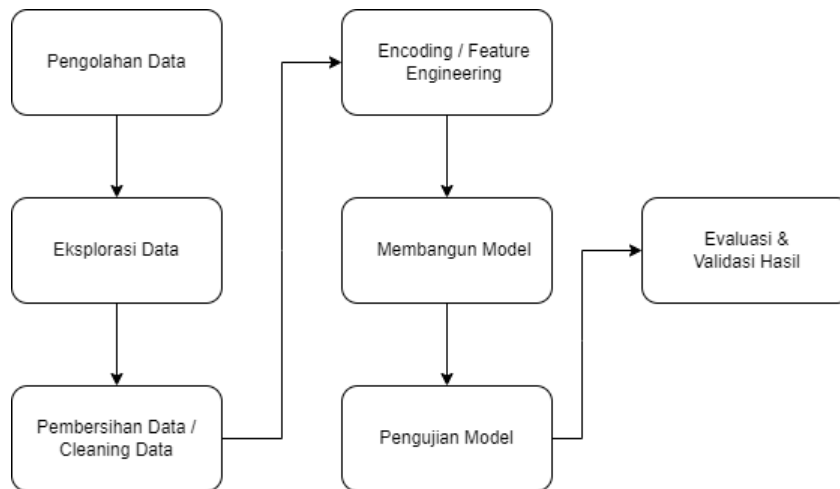 Pengolahan Data
Eksplorasi Data
Pembersihan Data /
Cleaning Data
Encoding / Feature
Engineering
Membangun Model
Pengujian Model
Evaluasi &
Validasi Hasil